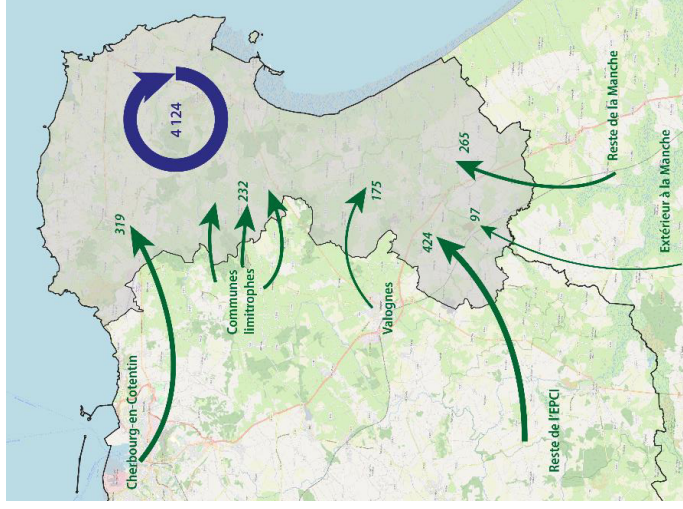 4 124
319
232
175
265
424
97
Cherbourg-en-Cotentin
Communes
limitrophes
Valognes
Reste de l'EPCI
Reste de la Manche
Extérieur à la Manche